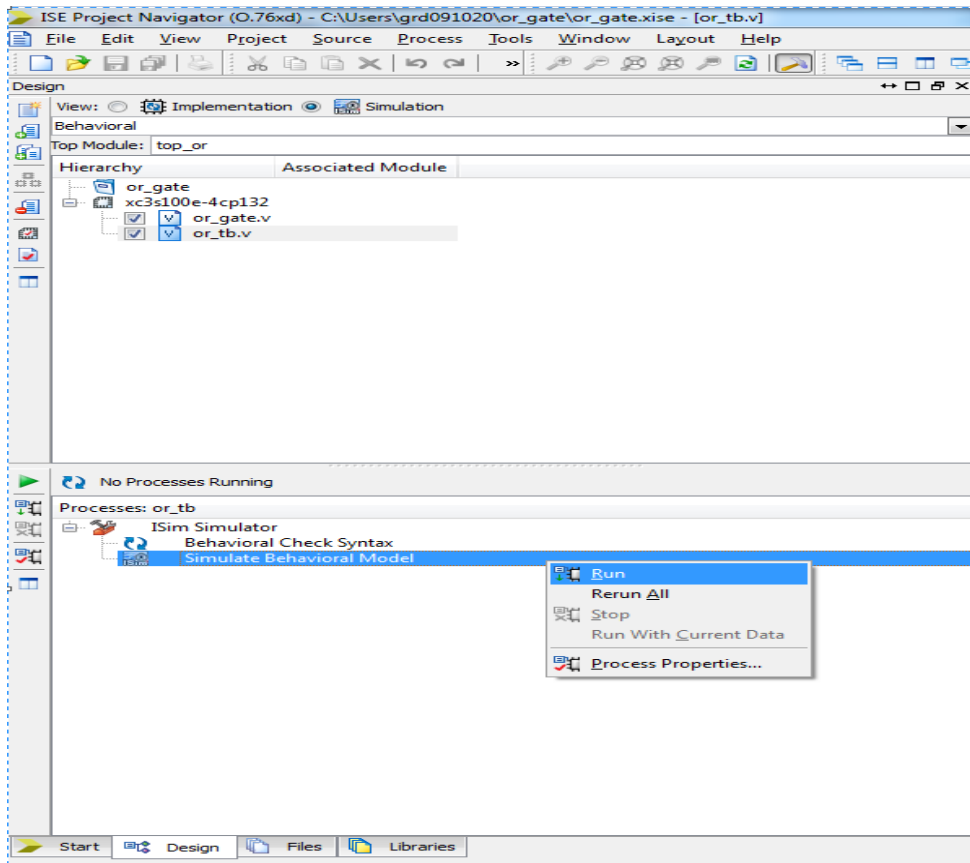 ISE Project Navigator (O.76xd) - C:\Users\grd091020\or_gate\or_gate.xise - [or_tb.v]
File Edit View Project Source Process Tools Window Layout Help
»
Design
View: Implementation Simulation
Behavioral
Top Module: top_or
Hierarchy Associated Module
or_gate
xc3s100e-4cp132
or_gate.v
or_tb.v
No Processes Running
Processes: or_tb
ISim Simulator
Behavioral Check Syntax
Simulate Behavioral Model
Run
Rerun All
Stop
Run With Current Data
Process Properties...
Start Design Files Libraries